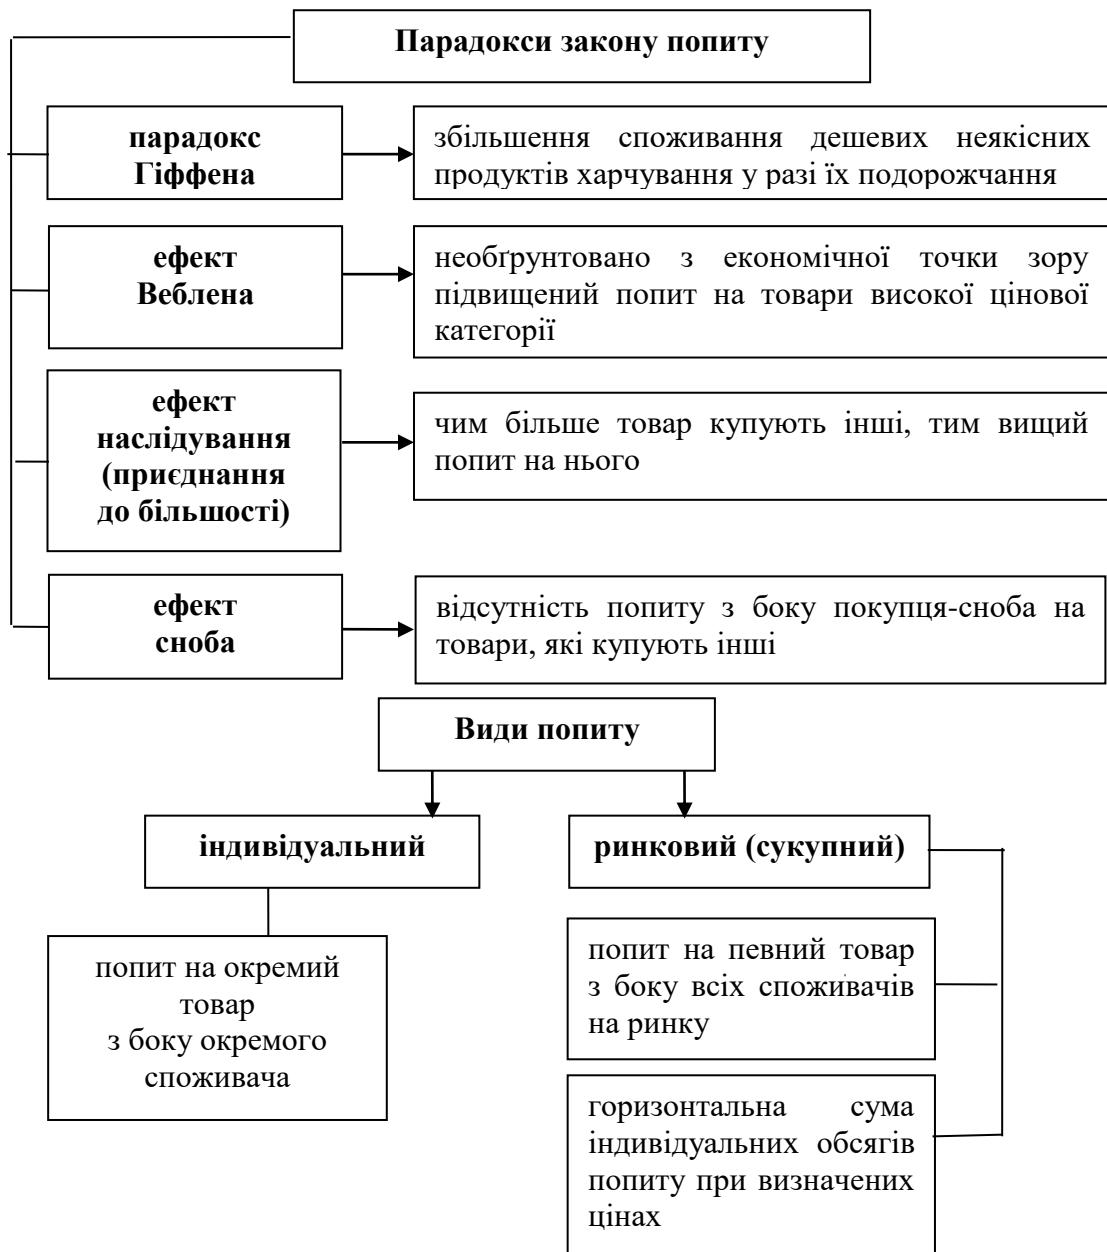 Парадокси закону попиту
парадокс
Гіффена
збільшення споживання дешевих неякісних
продуктів харчування у разі їх подорожчання
ефект
Веблена
необґрунтовано з економічної точки зору
підвищений попит на товари високої цінової
категорії
ефект
наслідування
(приєднання
до більшості)
чим більше товар купують інші, тим вищий
попит на нього
ефект
сноба
відсутність попиту з боку покупця-сноба на
товари, які купують інші
Види попиту
індивідуальний
попит на окремий
товар
з боку окремого
споживача
ринковий (сукупний)
попит на певний товар
з боку всіх споживачів
на ринку
горизонтальна сума
індивідуальних обсягів
попиту при визначених
цінах